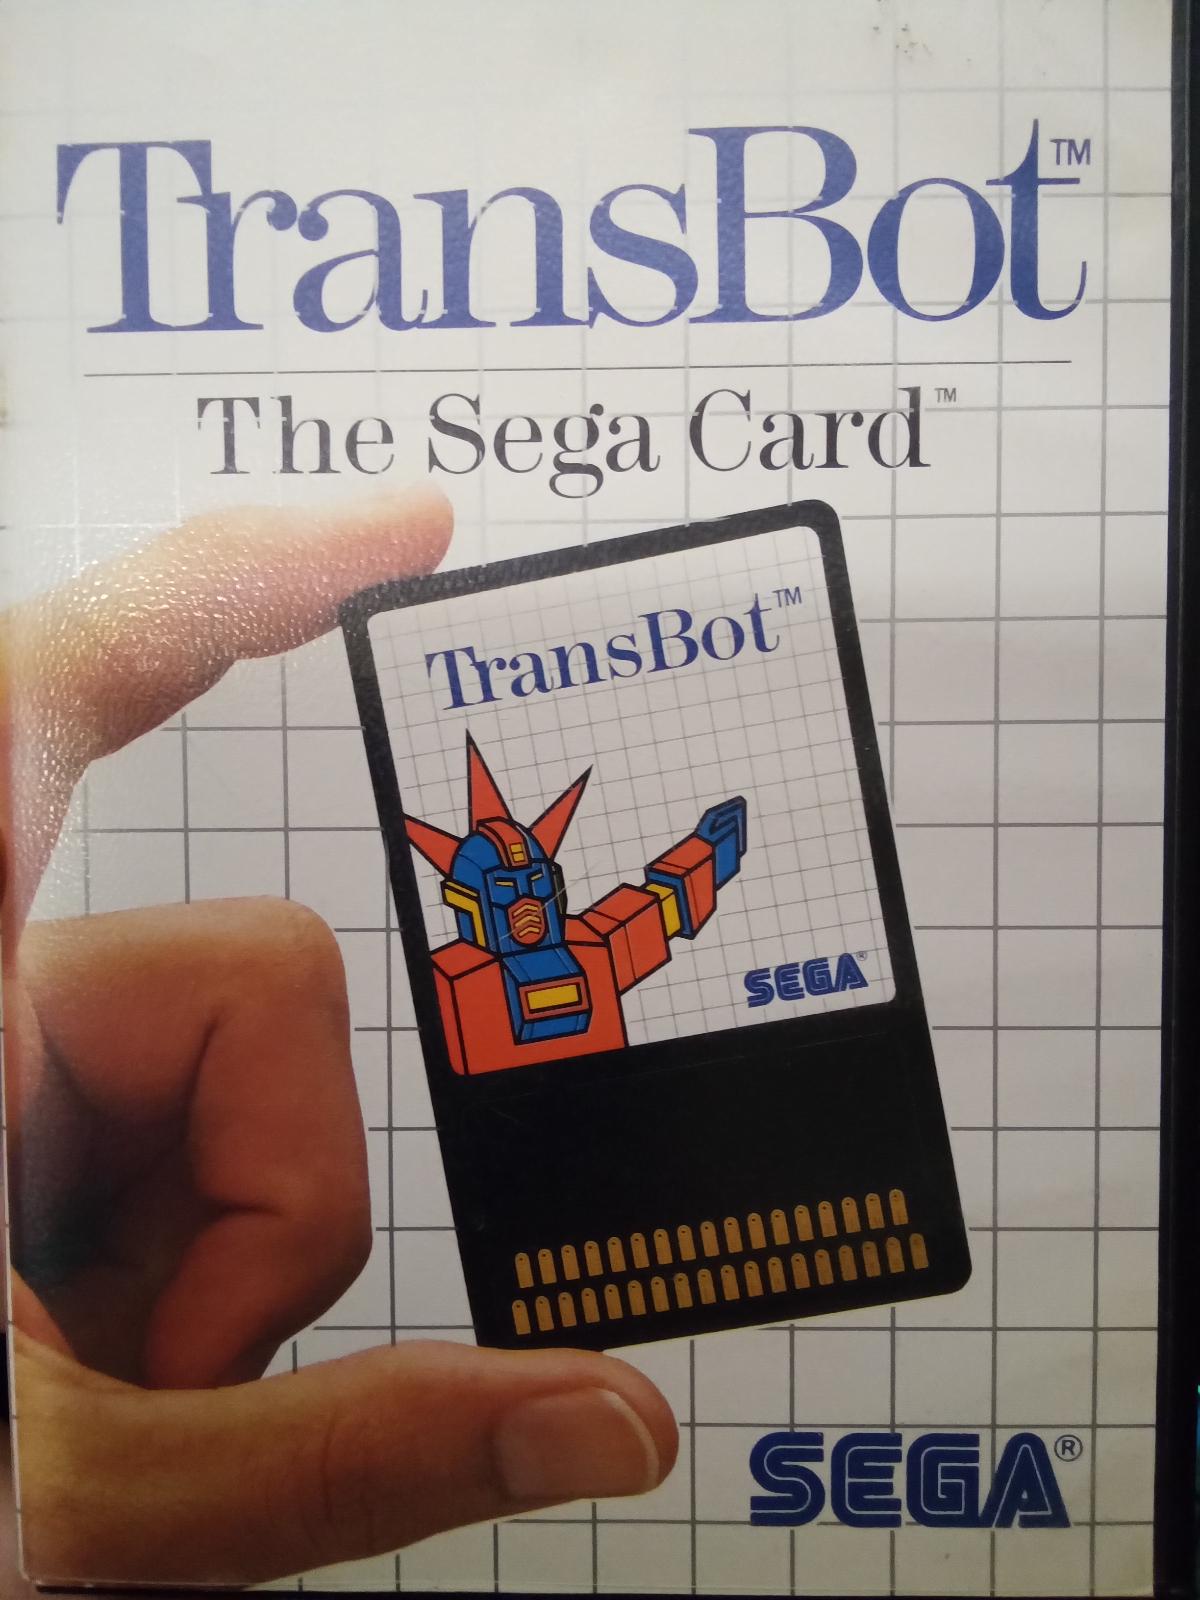 TransBot™
The Sega Card™
TransBot™
SEGA®
SEGA®